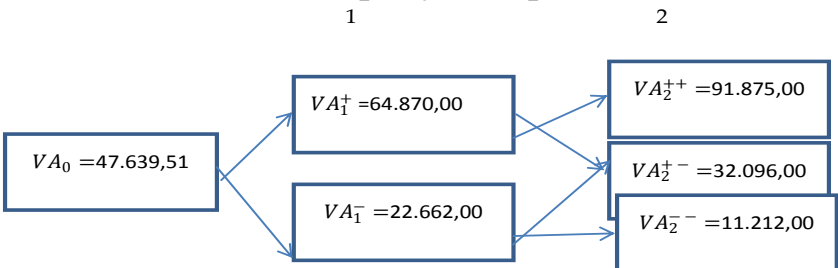 1 2
VA₀ =47.639,51
VA₁⁺ =64.870,00
VA₁⁻ =22.662,00
VA₂⁺⁺ =91.875,00
VA₂⁺⁻ =32.096,00
VA₂⁻⁻ =11.212,00